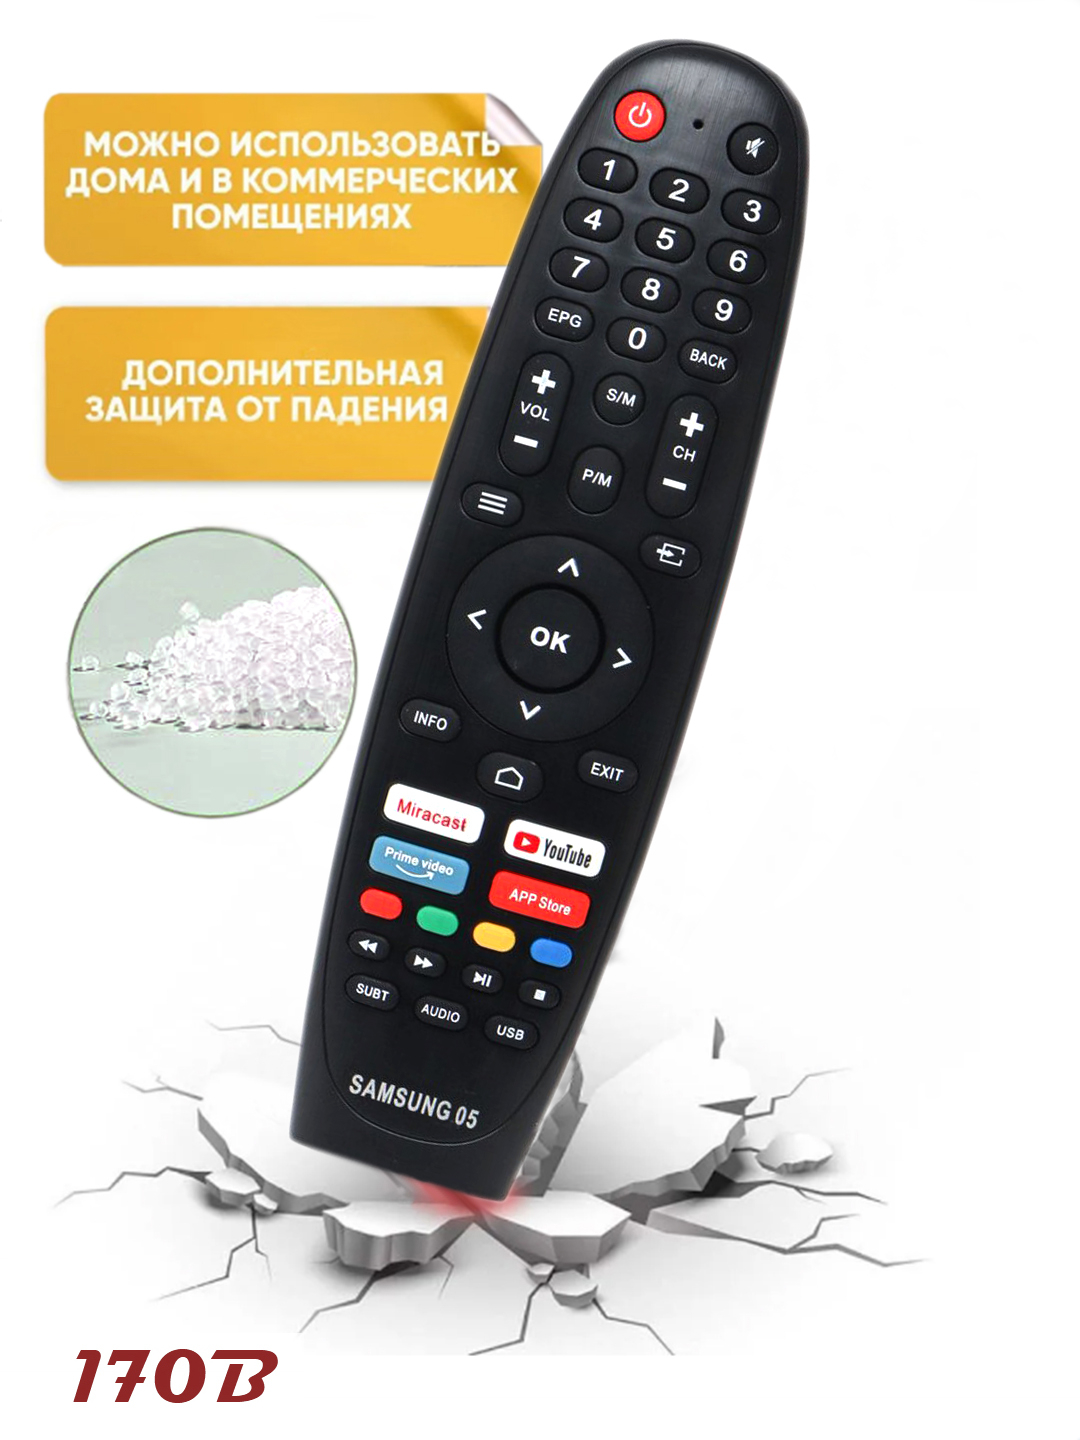 МОЖНО ИСПОЛЬЗОВАТЬ
ДОМА И В КОММЕРЧЕСКИХ
ПОМЕЩЕНИЯХ
ДОПОЛНИТЕЛЬНАЯ
ЗАЩИТА ОТ ПАДЕНИЯ
1 2 3
4 5 6
7 8 9
EPG 0 BACK
VOL S/M CH
P/M
OK
INFO EXIT
Miracast YouTube
Prime video APP Store
SUBT AUDIO USB
SAMSUNG 05
170B